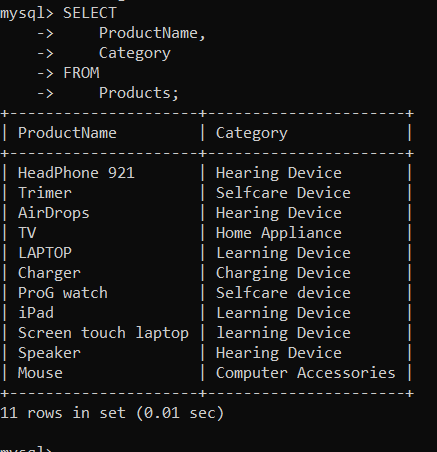 mysql> SELECT
    ->     ProductName,
    ->     Category
    -> FROM
    ->     Products;
+---------------------+----------------------+
| ProductName         | Category             |
+---------------------+----------------------+
| HeadPhone 921       | Hearing Device       |
| Trimer              | Selfcare Device      |
| AirDrops            | Hearing Device       |
| TV                  | Home Appliance       |
| LAPTOP              | Learning Device      |
| Charger             | Charging Device      |
| ProG watch          | Selfcare device      |
| iPad                | Learning Device      |
| Screen touch laptop | learning Device      |
| Speaker             | Hearing Device       |
| Mouse               | Computer Accessories |
+---------------------+----------------------+
11 rows in set (0.01 sec)
mysql>